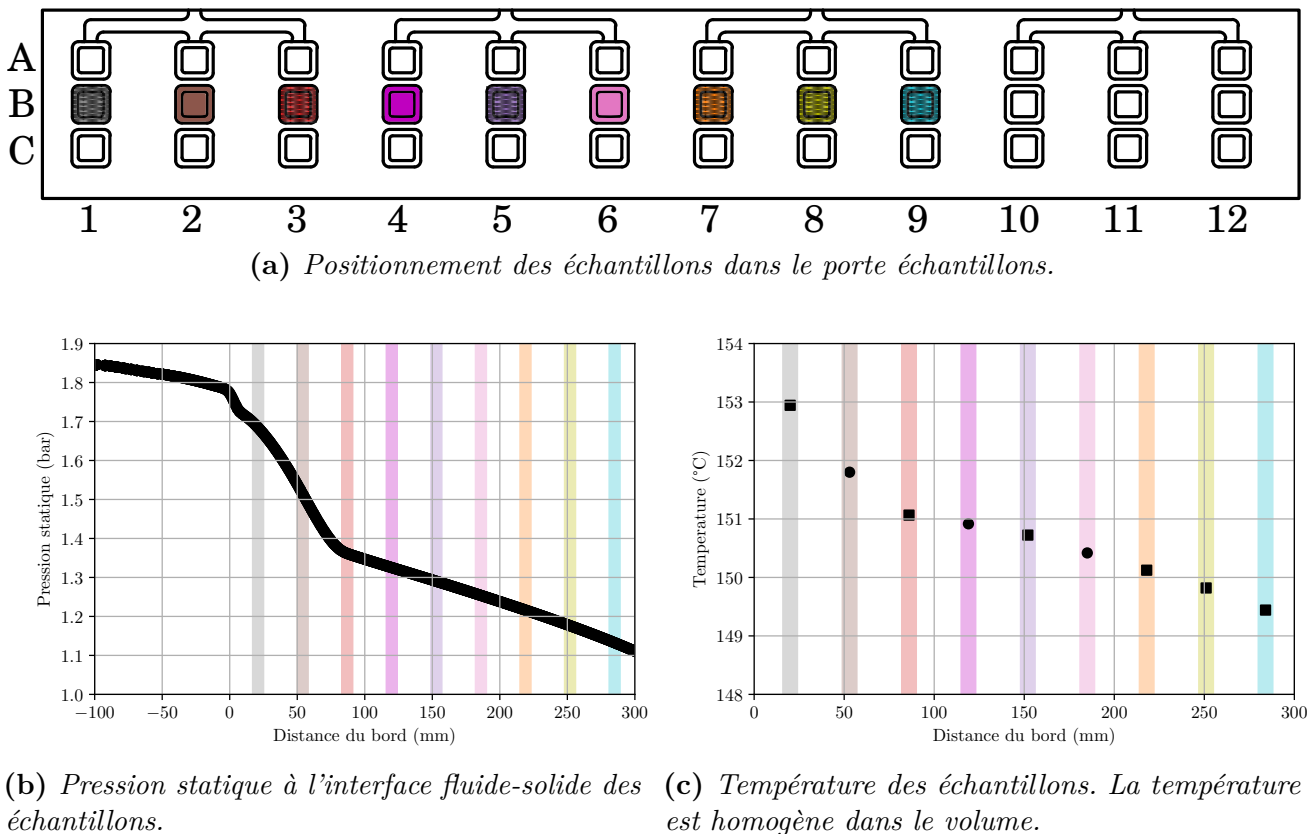 A
B
C
1 2 3 4 5 6 7 8 9 10 11 12
(a) Positionnement des échantillons dans le porte échantillons.
1.9
1.8
1.7
1.6
1.5
1.4
1.3
1.2
1.1
1.0
Pression statique (bar)
−100 −50 0 50 100 150 200 250 300
Distance du bord (mm)
(b) Pression statique à l'interface fluide-solide des
échantillons.
154
153
152
151
150
149
148
Temperature (°C)
0 50 100 150 200 250 300
Distance du bord (mm)
(c) Température des échantillons. La température
est homogène dans le volume.